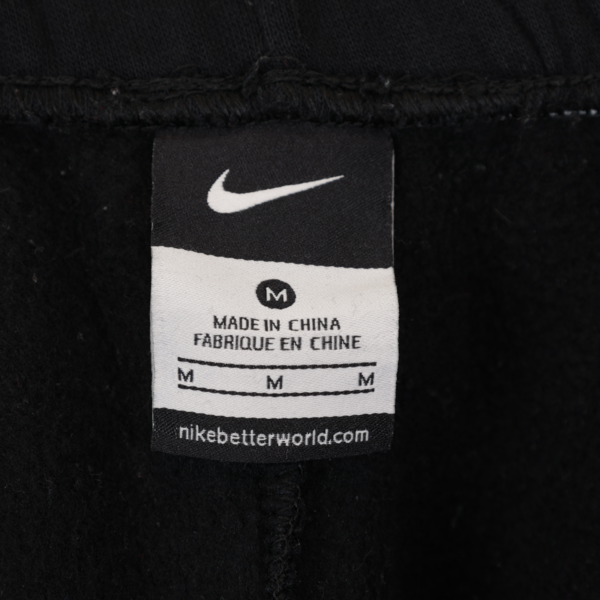 M
MADE IN CHINA
FABRIQUE EN CHINE
M M M
nikebetterworld.com